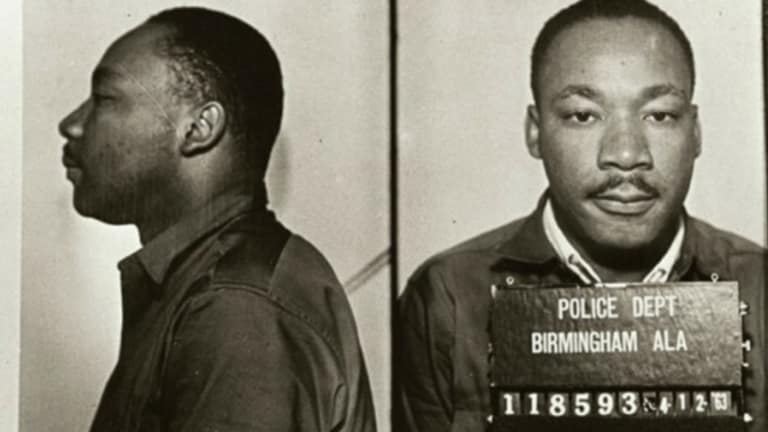 POLICE DEPT
BIRMINGHAM ALA
118593 4 12 63